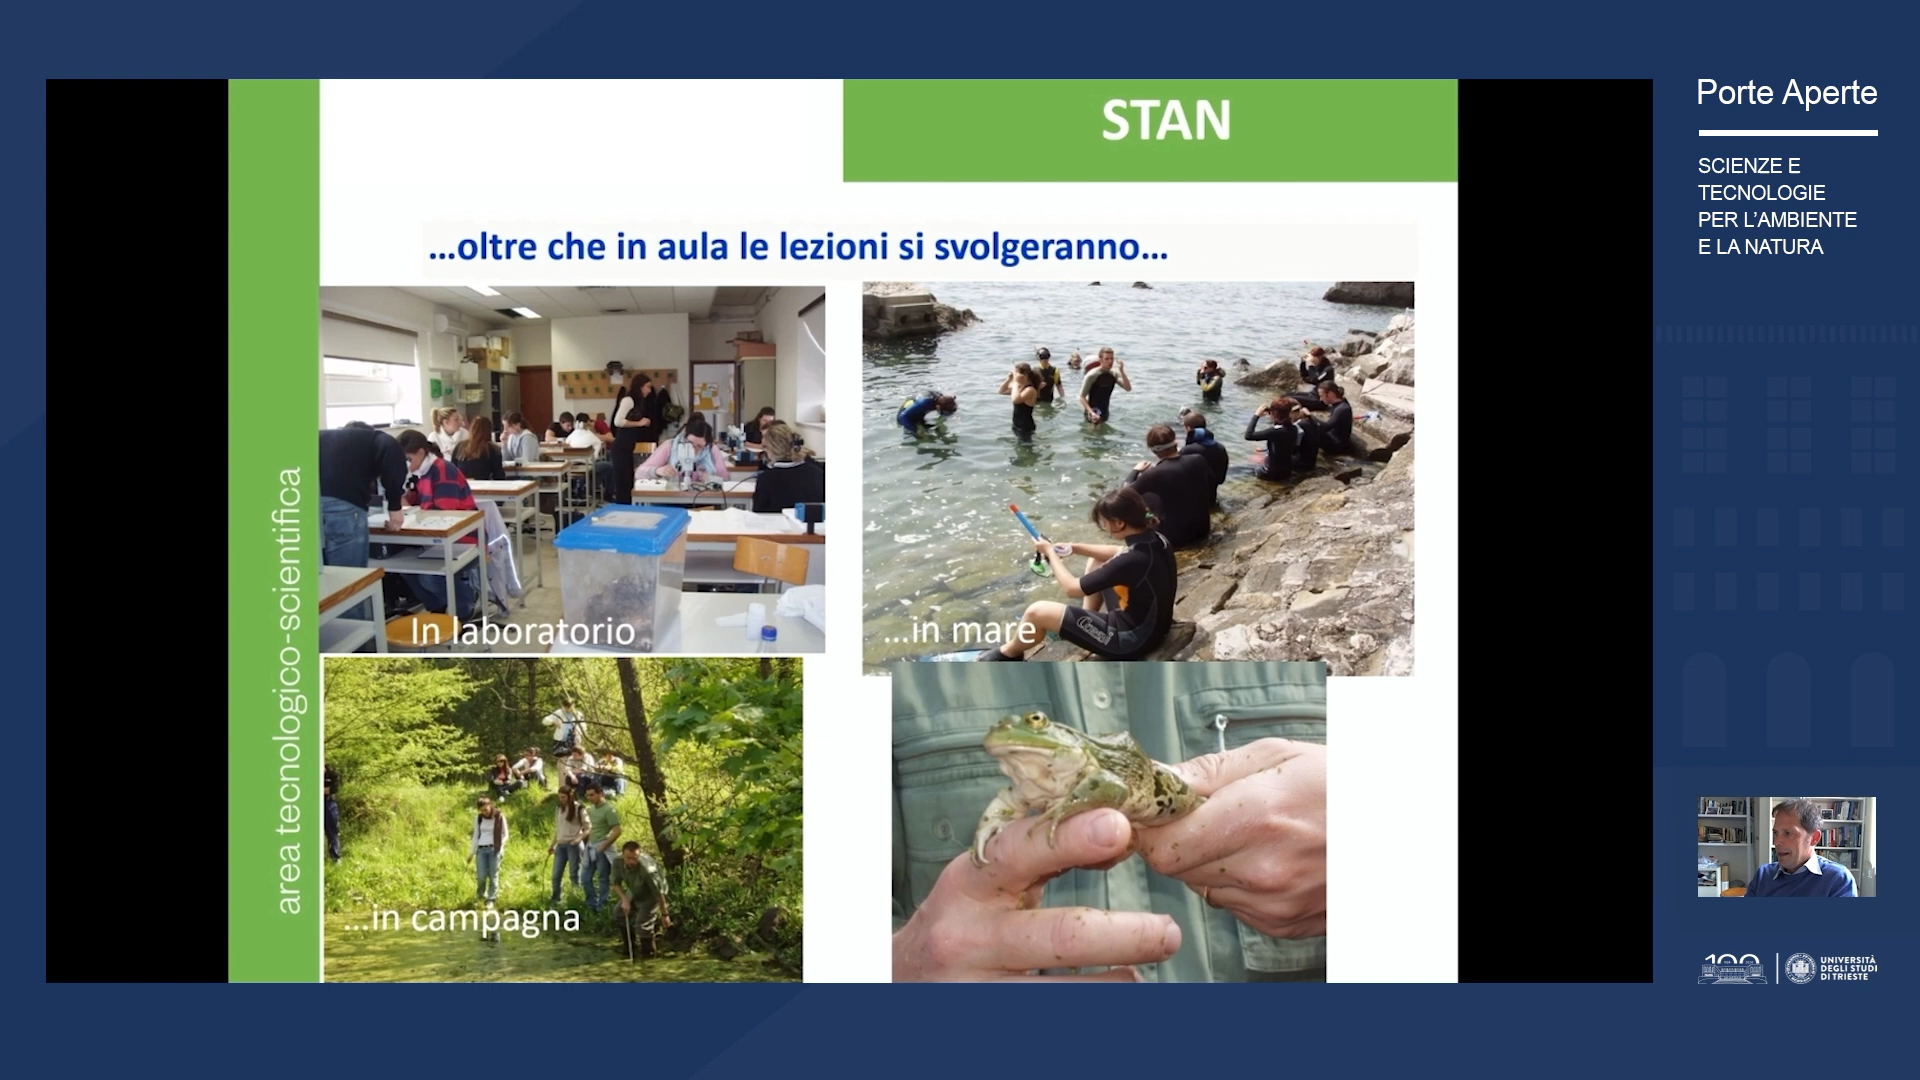 STAN
...oltre che in aula le lezioni si svolgeranno...
In laboratorio
...in mare
...in campagna
area tecnologico-scientifica
Porte Aperte
SCIENZE E
TECNOLOGIE
PER L'AMBIENTE
E LA NATURA
100
UNIVERSITÀ
DEGLI STUDI
DI TRIESTE